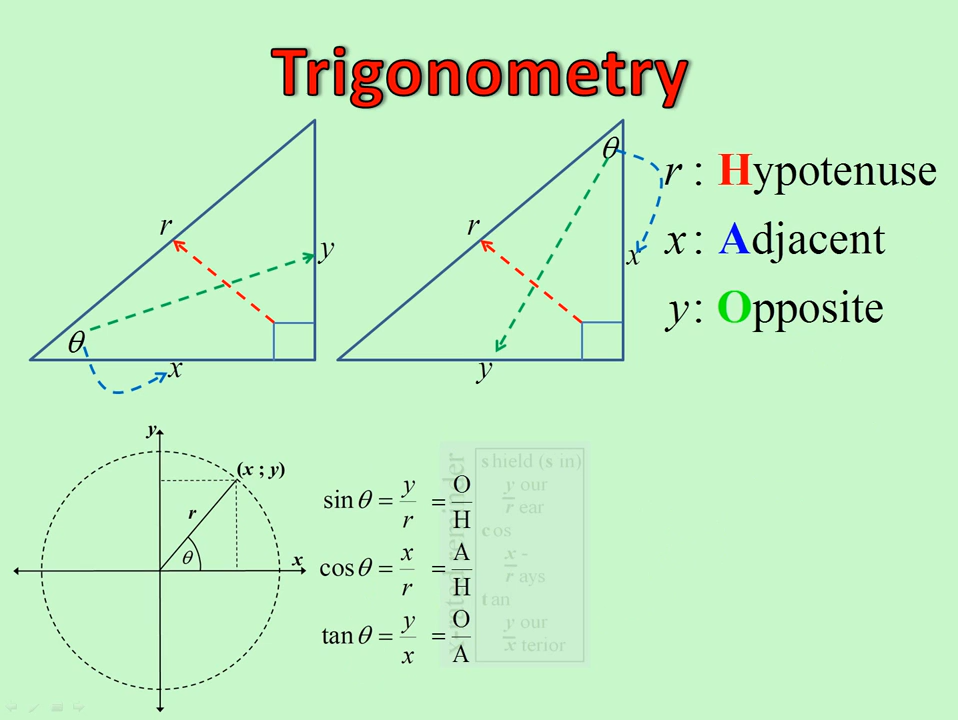 Trigonometry
θ
r
y
x
θ
r
x
y
r : Hypotenuse
x : Adjacent
y : Opposite
y
(x ; y)
r
θ
x
sin θ = y/r = O/H
cos θ = x/r = A/H
tan θ = y/x = O/A
shield (s in)
y our
r ear
cos
x -
r ays
tan
y our
x terior